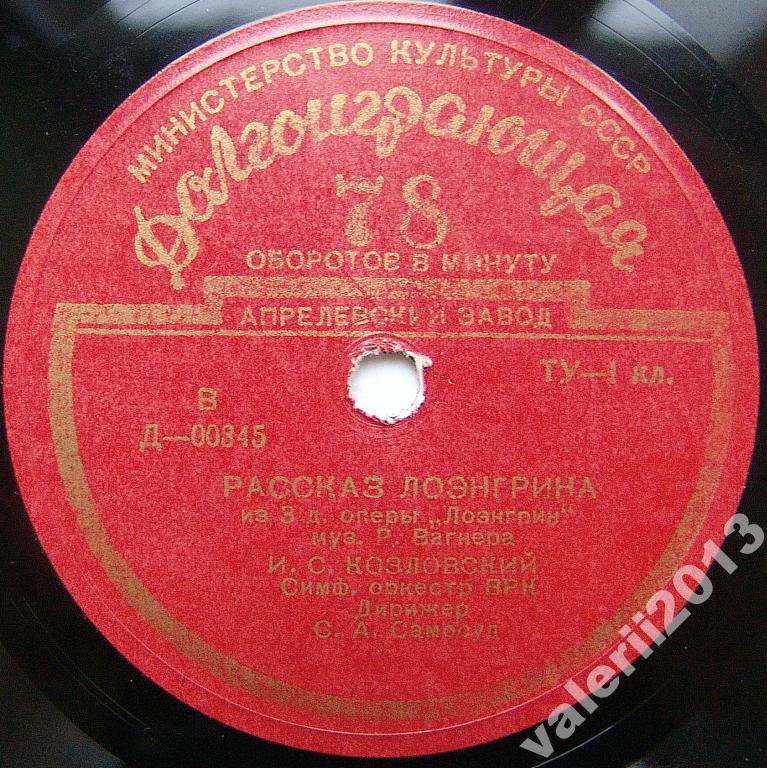 МИНИСТЕРСТВО КУЛЬТУРЫ СССР
Долгоиграющая
78
ОБОРОТОВ В МИНУТУ
АПРЕЛЕВСКИЙ ЗАВОД
ТУ—1 кл.
В
Д—00345
РАССКАЗ ЛОЭНГРИНА
из 3 д. оперы „Лоэнгрин"
муз. Р. Вагнера
И. С. КОЗЛОВСКИЙ
Симф. оркестр ВРК
Дирижер
С. А. Самосуд
valerii2013